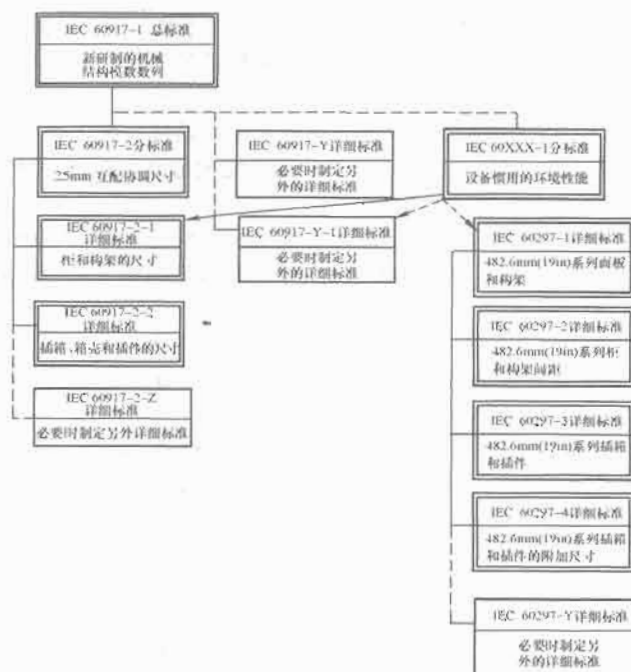 IEC 60917-1 总标准
新研制的机械
结构模数数列
IEC 60917-2分标准
25mm 互配协调尺寸
IEC 60917-Y详细标准
必要时制定另
外的详细标准
IEC 60XXX-1分标准
设备惯用的环境性能
IEC 60917-2-1
详细标准
柜和构架的尺寸
IEC 60917-Y-1详细标准
必要时制定另
外的详细标准
IEC 60297-1详细标准
482.6mm(19in)系列面板
和构架
IEC 60917-2-2
详细标准
插箱、箱壳和插件的尺寸
IEC 60297-2详细标准
482.6mm(19in)系列柜
和构架间距
IEC 60917-2-Z
详细标准
必要时制定另外详细标准
IEC 60297-3详细标准
482.6mm(19in)系列插箱
和插件
IEC 60297-4详细标准
482.6mm(19in)系列插箱
和插件的附加尺寸
IEC 60297-Y详细标准
必要时制定另
外的详细标准